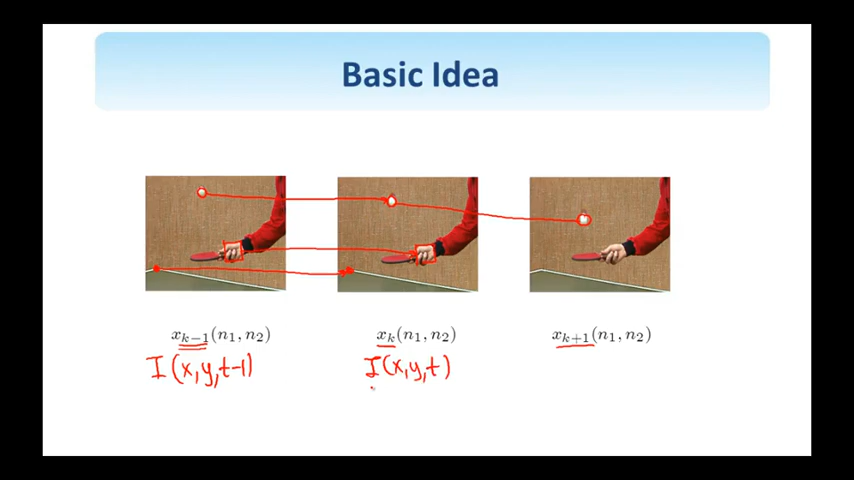 Basic Idea
x_{k-1}(n_1, n_2) x_k(n_1, n_2) x_{k+1}(n_1, n_2)
I(x,y,t-1) I(x,y,t)